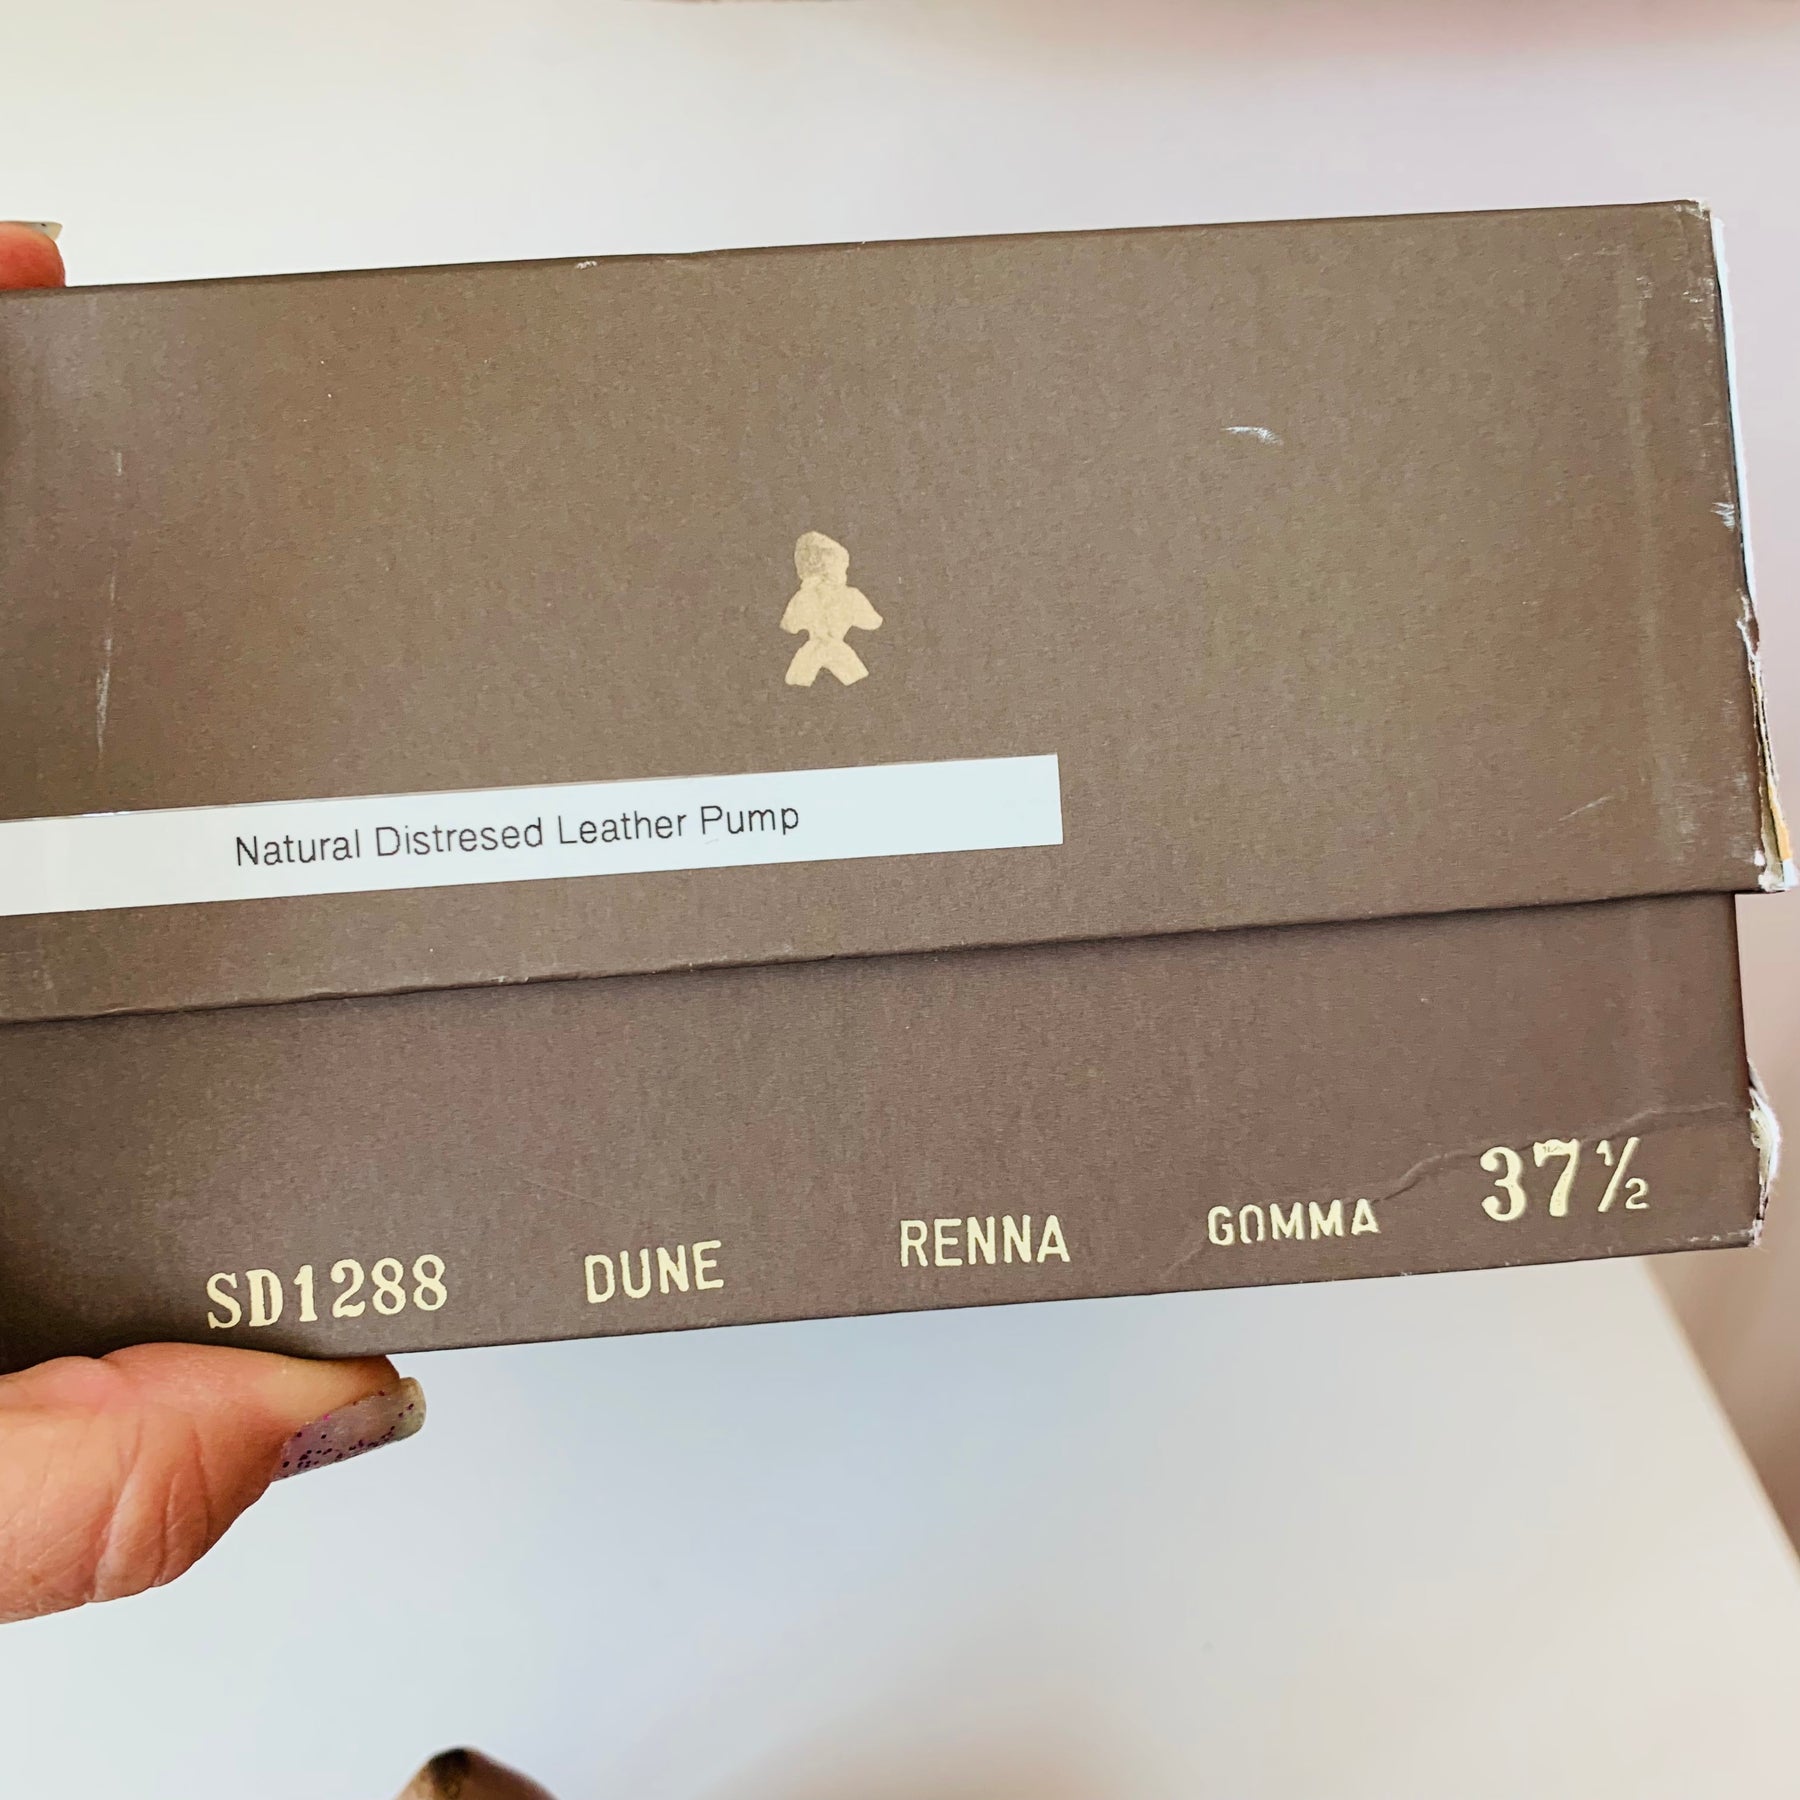 Natural Distresed Leather Pump
SD1288 DUNE RENNA GOMMA 37½